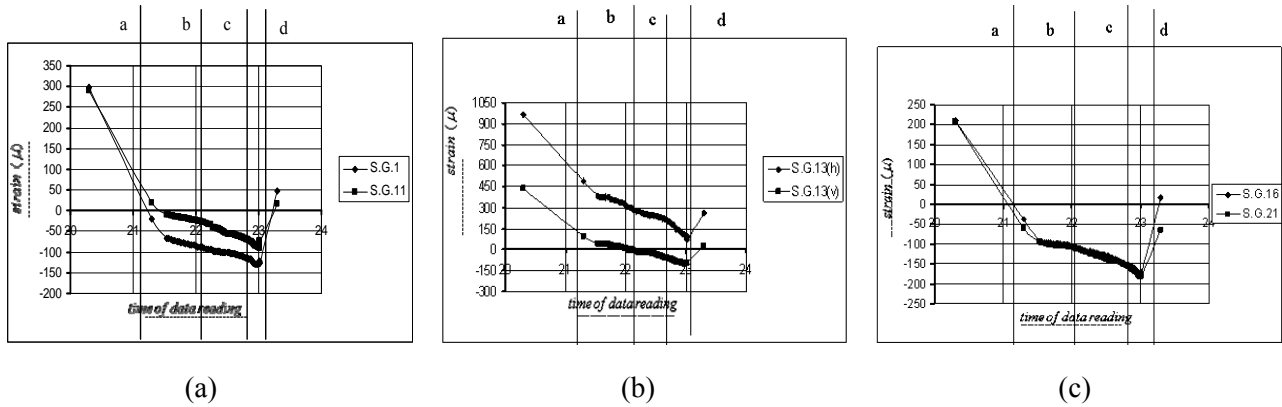 a b c d
350
300
250
200
150
100
50
0
-50
-100
-150
-200
20 21 22 23 24
strain (μ)
time of data reading
S.G.1
S.G.11
(a)
a b c d
1050
900
750
600
450
300
150
0
-150
-300
20 21 22 23 24
strain (μ)
time of data reading
S.G.13(h)
S.G.13(v)
(b)
a b c d
250
200
150
100
50
0
-50
-100
-150
-200
-250
20 21 22 23 24
strain (μ)
time of data reading
S.G.16
S.G.21
(c)